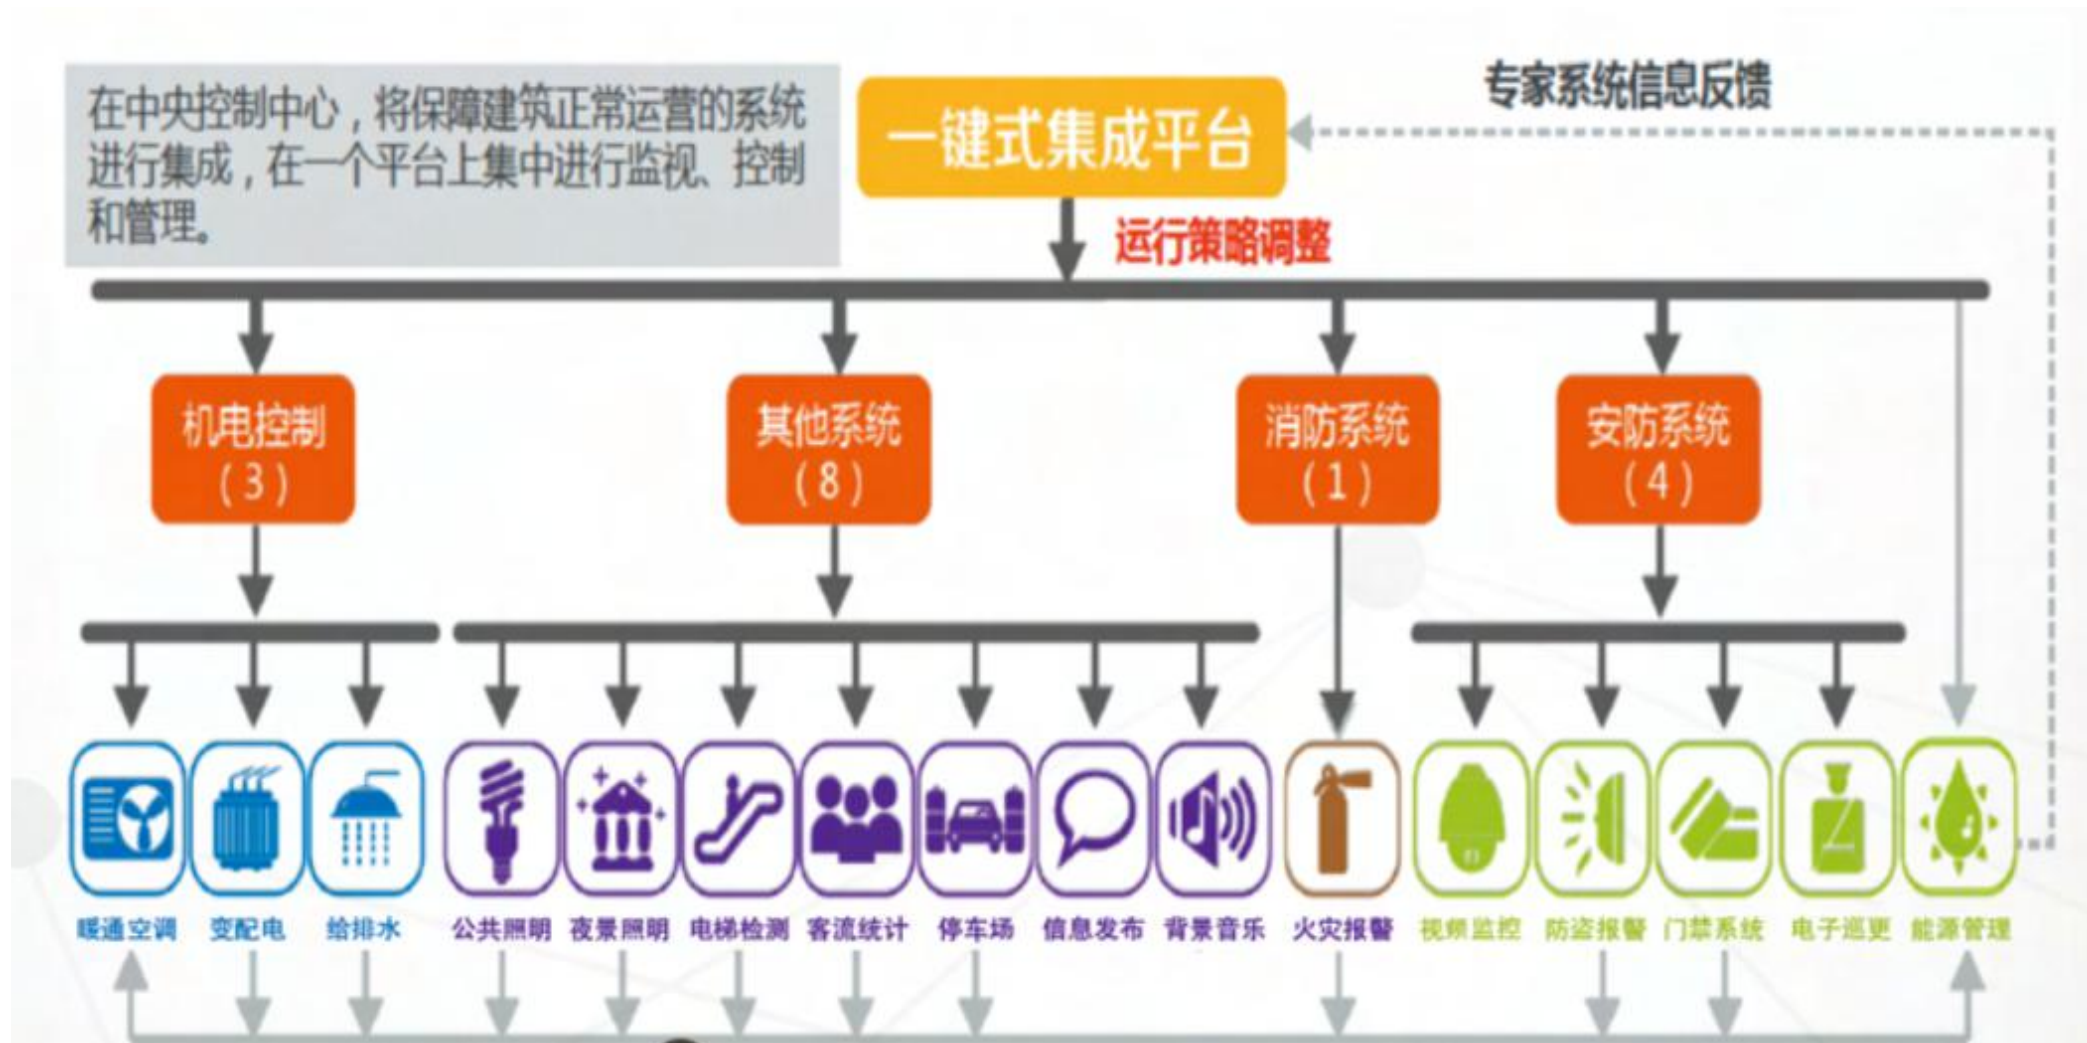 在中央控制中心，将保障建筑正常运营的系统
进行集成，在一个平台上集中进行监视、控制
和管理。
一键式集成平台
专家系统信息反馈
运行策略调整
机电控制
（3）
其他系统
（8）
消防系统
（1）
安防系统
（4）
暖通空调
变配电
给排水
公共照明
夜景照明
电梯检测
客流统计
停车场
信息发布
背景音乐
火灾报警
视频监控
防盗报警
门禁系统
电子巡更
能源管理